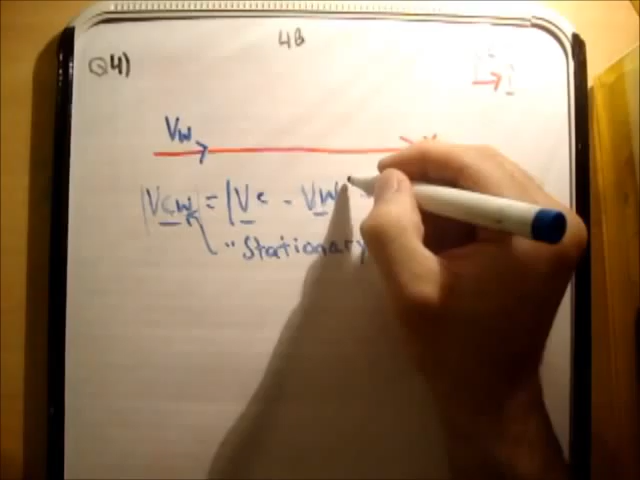 4B
Q4)
Vw
|Vcw| = |Vc - Vw|
"Stationary